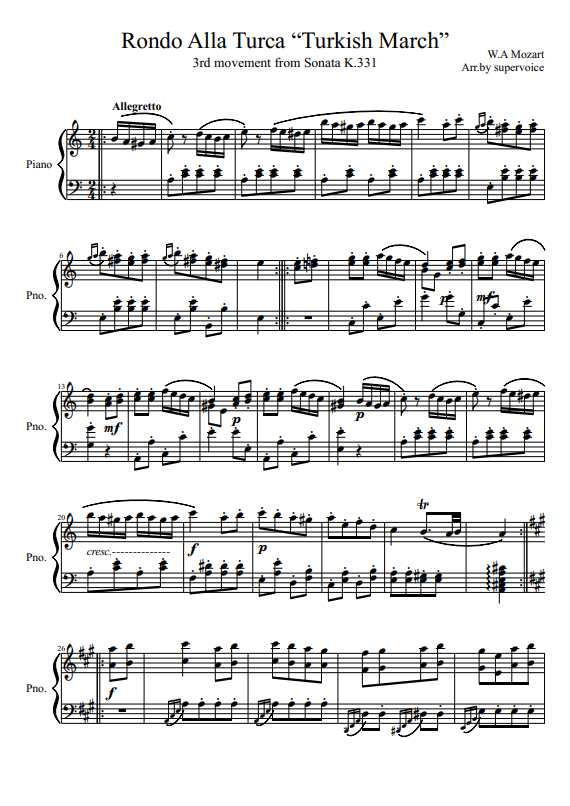 Rondo Alla Turca “Turkish March”
3rd movement from Sonata K.331
W.A Mozart
Arr.by supervoice
Allegretto
Piano
6
Pno.
p
mf
13
Pno.
mf
p
p
20
Pno.
cresc.
f
p
tr
26
Pno.
f